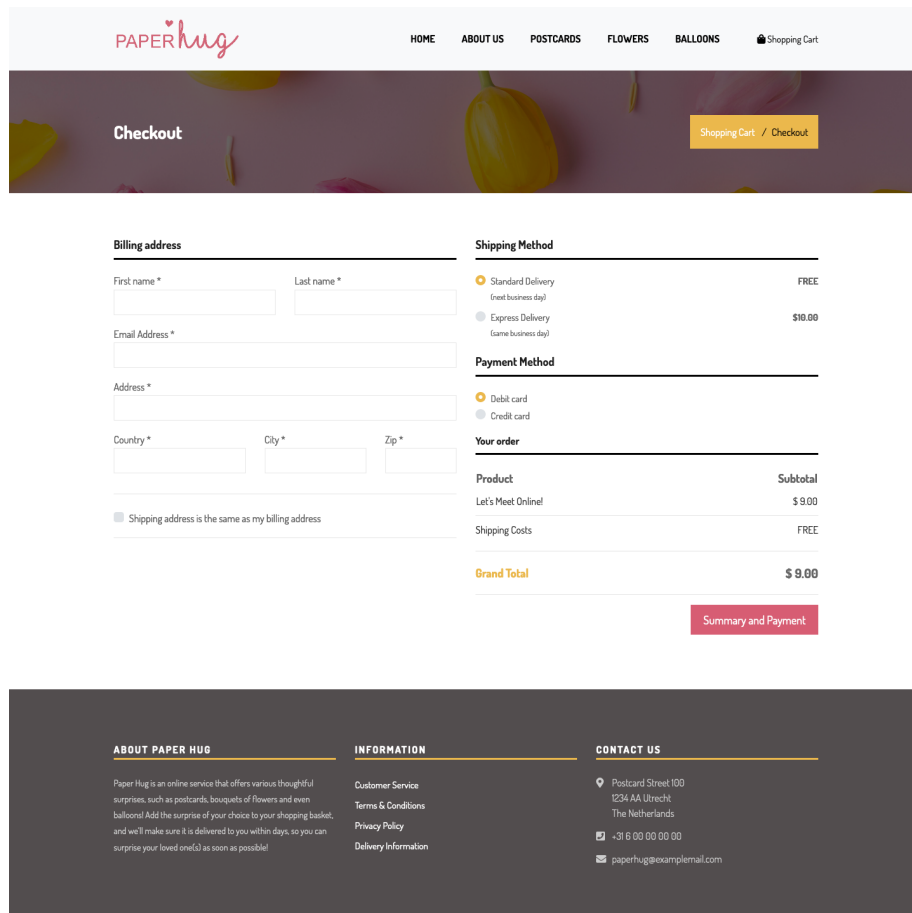 PAPER hug
HOME ABOUT US POSTCARDS FLOWERS BALLOONS Shopping Cart
Checkout
Shopping Cart / Checkout
Billing address
First name * Last name *
Email Address *
Address *
Country * City * Zip *
Shipping address is the same as my billing address
Shipping Method
Standard Delivery FREE
(next business day)
Express Delivery $10.00
(same business day)
Payment Method
Debit card
Credit card
Your order
Product Subtotal
Let's Meet Online! $ 9.00
Shipping Costs FREE
Grand Total $ 9.00
Summary and Payment
ABOUT PAPER HUG
Paper Hug is an online service that offers various thoughtful
surprises, such as postcards, bouquets of flowers and even
balloons! Add the surprise of your choice to your shopping basket,
and we'll make sure it is delivered to you within days, so you can
surprise your loved one(s) as soon as possible!
INFORMATION
Customer Service
Terms & Conditions
Privacy Policy
Delivery Information
CONTACT US
Postcard Street 100
1234 AA Utrecht
The Netherlands
+31 6 00 00 00 00
paperhug@examplemail.com